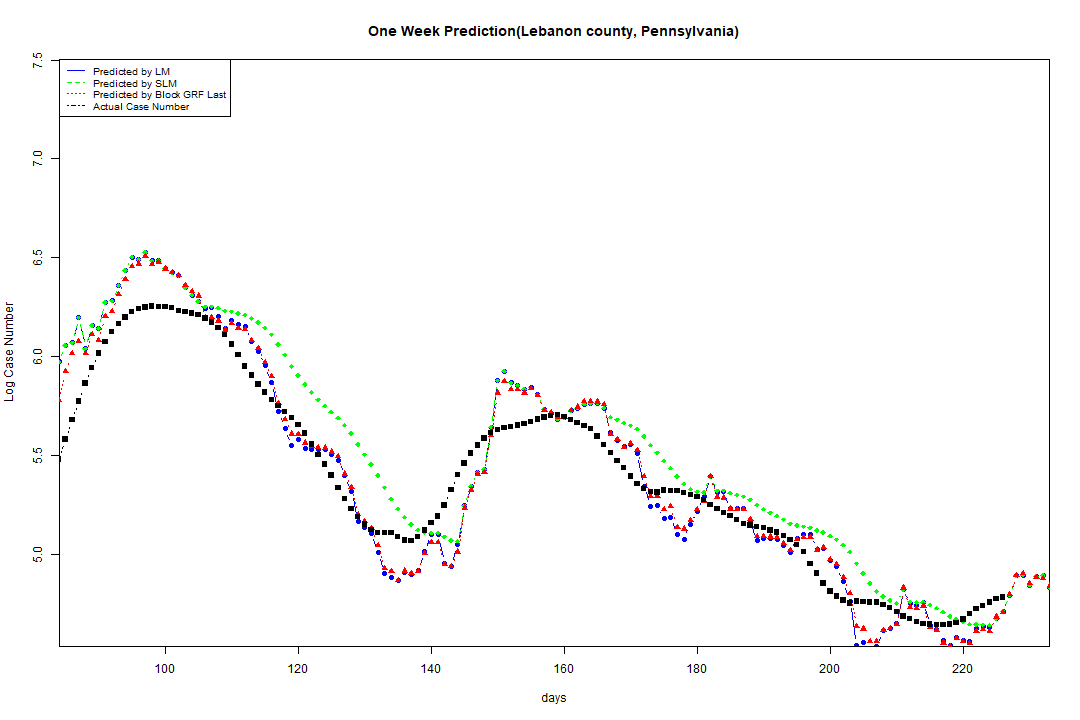 One Week Prediction(Lebanon county, Pennsylvania)
7.5
Predicted by LM
Predicted by SLM
Predicted by Block GRF Last
Actual Case Number
7.0
6.5
6.0
5.5
5.0
Log Case Number
100 120 140 160 180 200 220
days